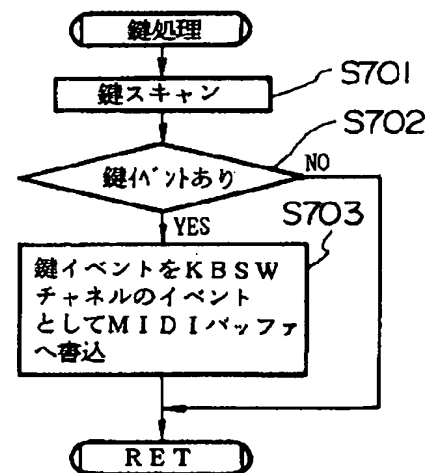 鍵処理
鍵スキャン
S701
鍵イベントあり
S702
NO
YES
S703
鍵イベントをKBSW
チャネルのイベント
としてMIDIバッファ
へ書込
RET